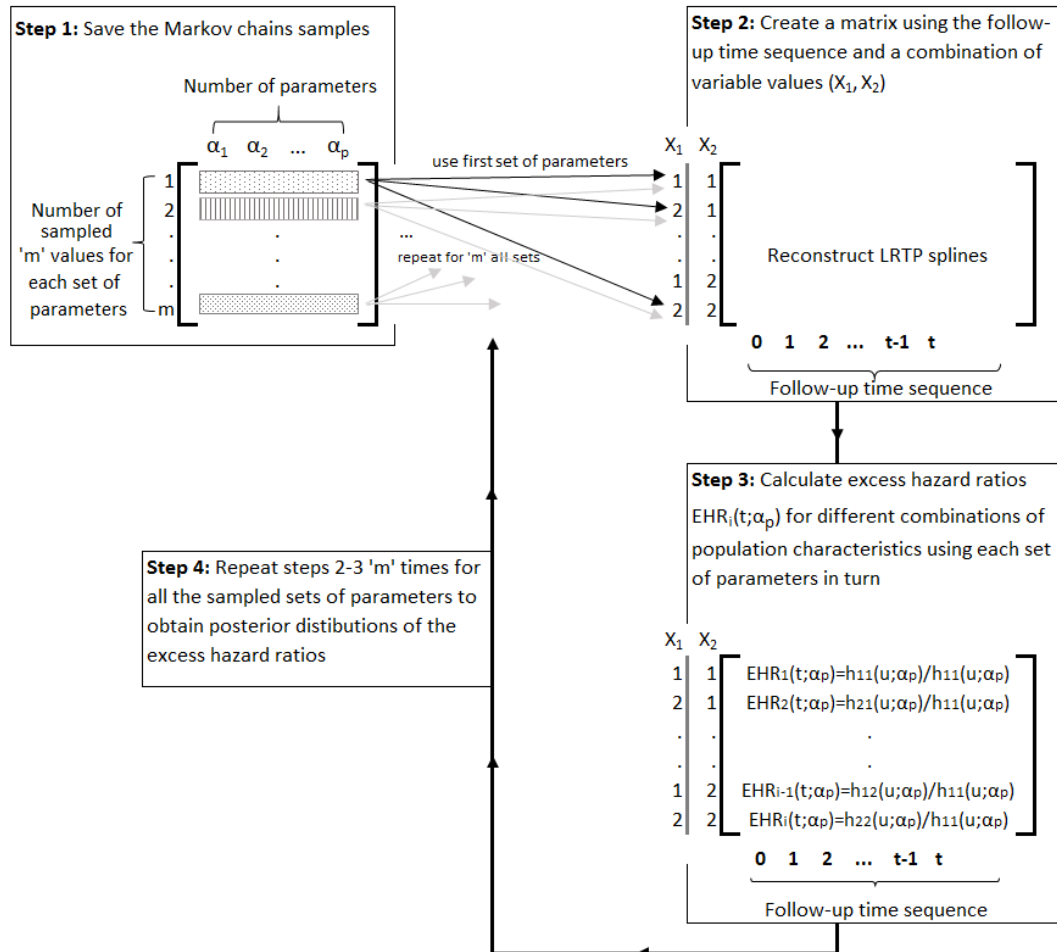 Step 1: Save the Markov chains samples
Number of parameters
α₁ α₂ ... αₚ
1
2
.
.
.
m
Number of
sampled
'm' values for
each set of
parameters
. .
. .
use first set of parameters
...
repeat for 'm' all sets
Step 2: Create a matrix using the follow-
up time sequence and a combination of
variable values (X₁, X₂)
X₁ X₂
1 1
2 1
. .
. .
1 2
2 2
Reconstruct LRTP splines
0 1 2 ... t-1 t
Follow-up time sequence
Step 3: Calculate excess hazard ratios
EHRᵢ(t;αₚ) for different combinations of
population characteristics using each set
of parameters in turn
X₁ X₂
1 1 EHR₁(t;αₚ)=h₁₁(u;αₚ)/h₁₁(u;αₚ)
2 1 EHR₂(t;αₚ)=h₂₁(u;αₚ)/h₁₁(u;αₚ)
. . .
. . .
1 2 EHRᵢ₋₁(t;αₚ)=h₁₂(u;αₚ)/h₁₁(u;αₚ)
2 2 EHRᵢ(t;αₚ)=h₂₂(u;αₚ)/h₁₁(u;αₚ)
0 1 2 ... t-1 t
Follow-up time sequence
Step 4: Repeat steps 2-3 'm' times for
all the sampled sets of parameters to
obtain posterior distibutions of the
excess hazard ratios